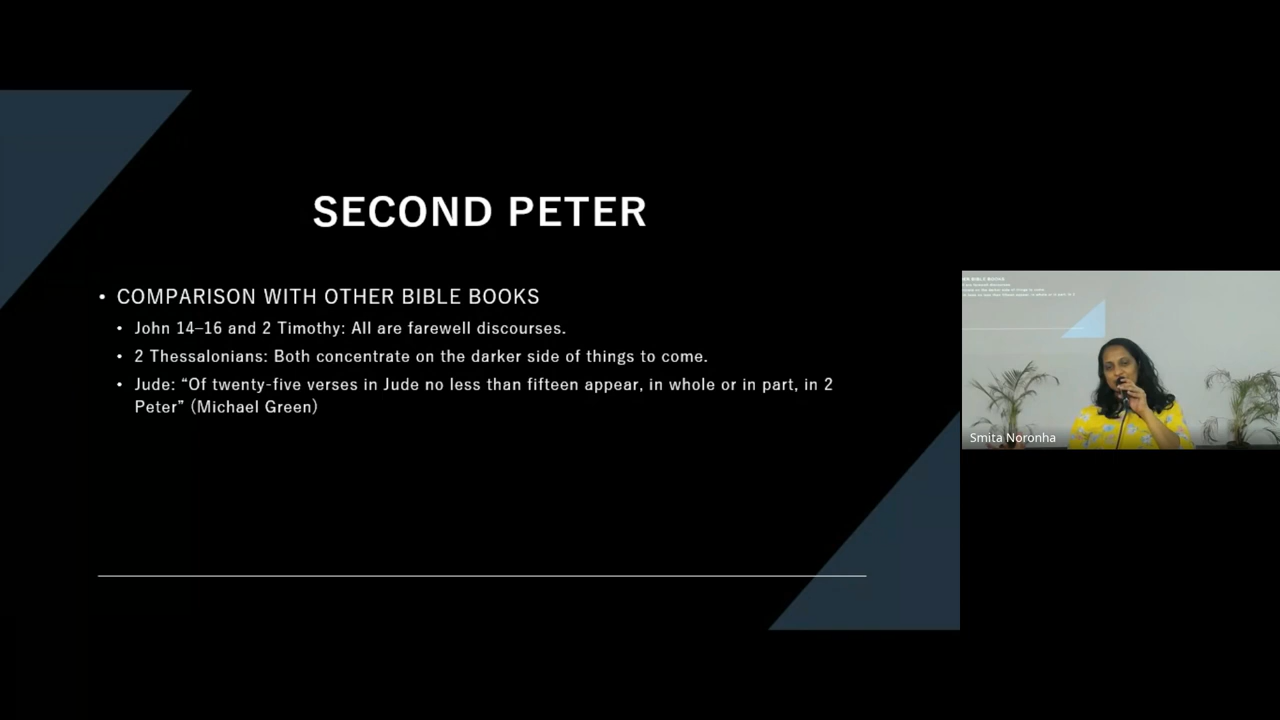 SECOND PETER
• COMPARISON WITH OTHER BIBLE BOOKS
• John 14–16 and 2 Timothy: All are farewell discourses.
• 2 Thessalonians: Both concentrate on the darker side of things to come.
• Jude: “Of twenty-five verses in Jude no less than fifteen appear, in whole or in part, in 2
Peter” (Michael Green)
Smita Noronha